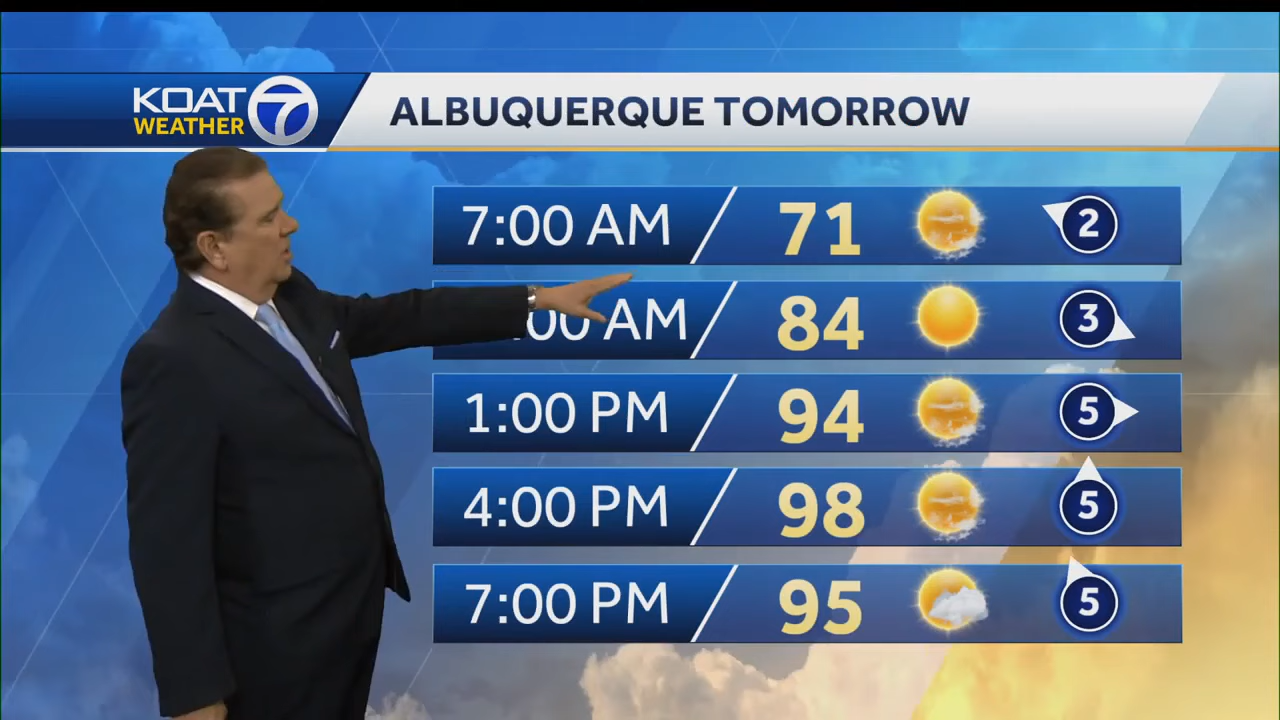 KOAT 7
WEATHER
ALBUQUERQUE TOMORROW
7:00 AM 71 2
:00 AM 84 3
1:00 PM 94 5
4:00 PM 98 5
7:00 PM 95 5